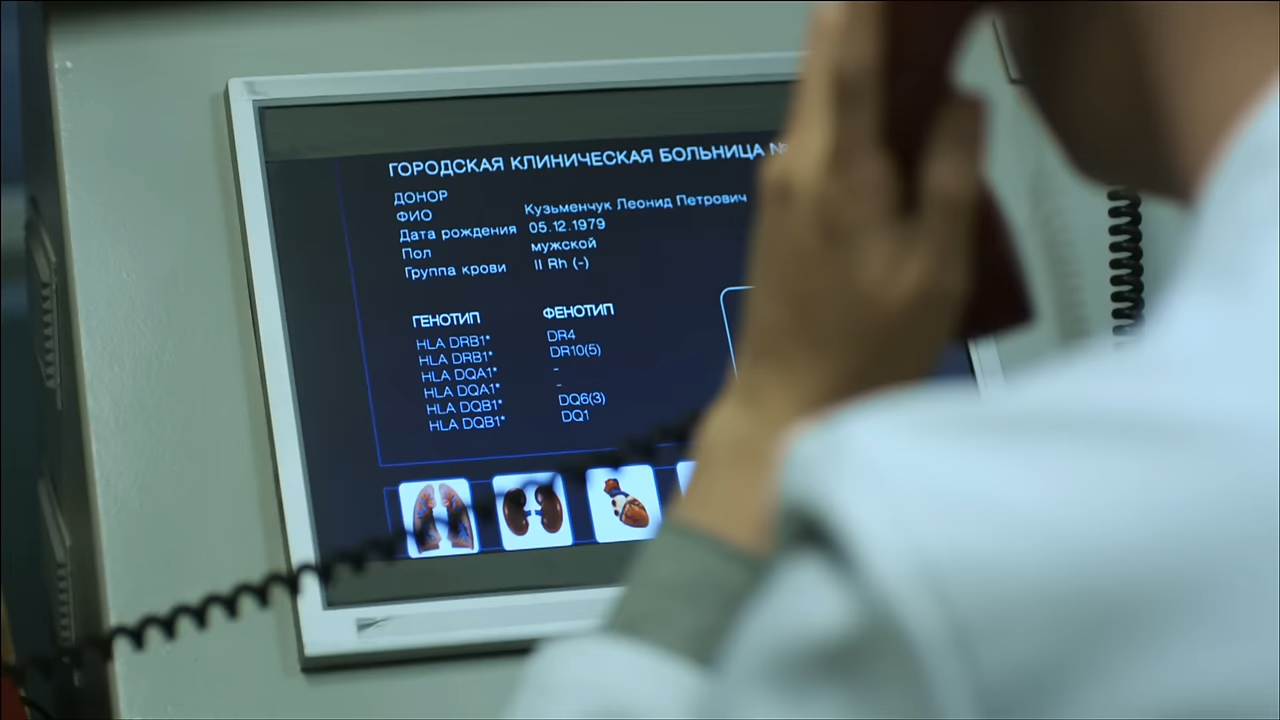 ГОРОДСКАЯ КЛИНИЧЕСКАЯ БОЛЬНИЦА №
ДОНОР
ФИО Кузьменчук Леонид Петрович
Дата рождения 05.12.1979
Пол мужской
Группа крови II Rh (-)
ГЕНОТИП ФЕНОТИП
HLA DRB1* DR4
HLA DRB1* DR10(5)
HLA DQA1* -
HLA DQA1* -
HLA DQB1* DQ6(3)
HLA DQB1* DQ1